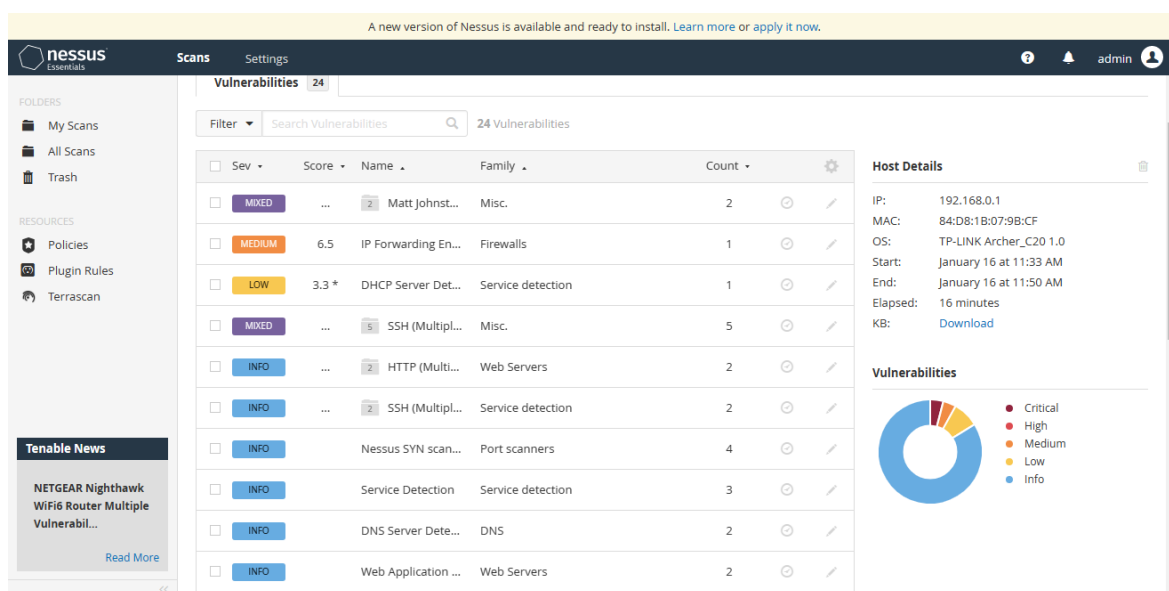 A new version of Nessus is available and ready to install. Learn more or apply it now.
nessus
Essentials
Scans
Settings
admin
FOLDERS
My Scans
All Scans
Trash
RESOURCES
Policies
Plugin Rules
Terrascan
Tenable News
NETGEAR Nighthawk
WiFi6 Router Multiple
Vulnerabil...
Read More
Vulnerabilities 24
Filter Search Vulnerabilities 24 Vulnerabilities
Sev Score Name Family Count
MIXED ... 2 Matt Johnst... Misc. 2
MEDIUM 6.5 IP Forwarding En... Firewalls 1
LOW 3.3 * DHCP Server Det... Service detection 1
MIXED ... 5 SSH (Multipl... Misc. 5
INFO ... 2 HTTP (Multi... Web Servers 2
INFO ... 2 SSH (Multipl... Service detection 2
INFO Nessus SYN scan... Port scanners 4
INFO Service Detection Service detection 3
INFO DNS Server Dete... DNS 2
INFO Web Application ... Web Servers 2
Host Details
IP: 192.168.0.1
MAC: 84:D8:1B:07:9B:CF
OS: TP-LINK Archer_C20 1.0
Start: January 16 at 11:33 AM
End: January 16 at 11:50 AM
Elapsed: 16 minutes
KB: Download
Vulnerabilities
Critical
High
Medium
Low
Info